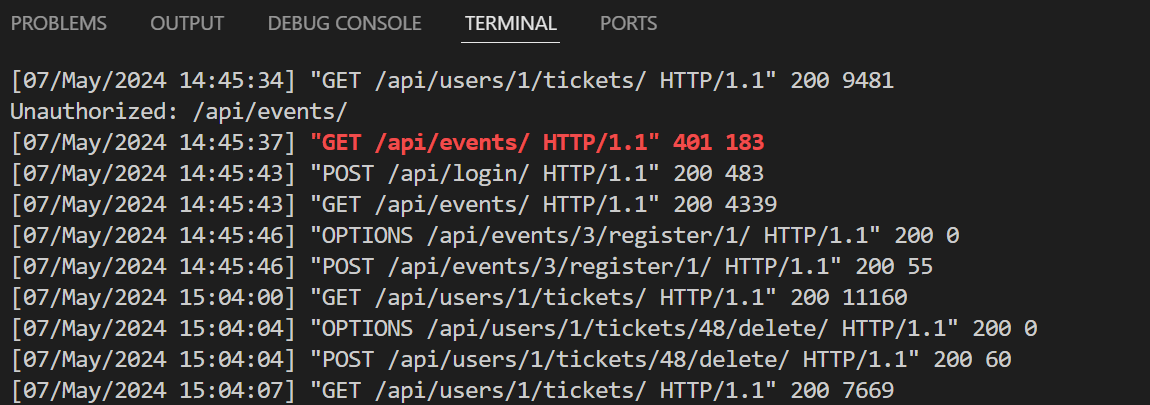 PROBLEMS OUTPUT DEBUG CONSOLE TERMINAL PORTS
[07/May/2024 14:45:34] "GET /api/users/1/tickets/ HTTP/1.1" 200 9481
Unauthorized: /api/events/
[07/May/2024 14:45:37] "GET /api/events/ HTTP/1.1" 401 183
[07/May/2024 14:45:43] "POST /api/login/ HTTP/1.1" 200 483
[07/May/2024 14:45:43] "GET /api/events/ HTTP/1.1" 200 4339
[07/May/2024 14:45:46] "OPTIONS /api/events/3/register/1/ HTTP/1.1" 200 0
[07/May/2024 14:45:46] "POST /api/events/3/register/1/ HTTP/1.1" 200 55
[07/May/2024 15:04:00] "GET /api/users/1/tickets/ HTTP/1.1" 200 11160
[07/May/2024 15:04:04] "OPTIONS /api/users/1/tickets/48/delete/ HTTP/1.1" 200 0
[07/May/2024 15:04:04] "POST /api/users/1/tickets/48/delete/ HTTP/1.1" 200 60
[07/May/2024 15:04:07] "GET /api/users/1/tickets/ HTTP/1.1" 200 7669